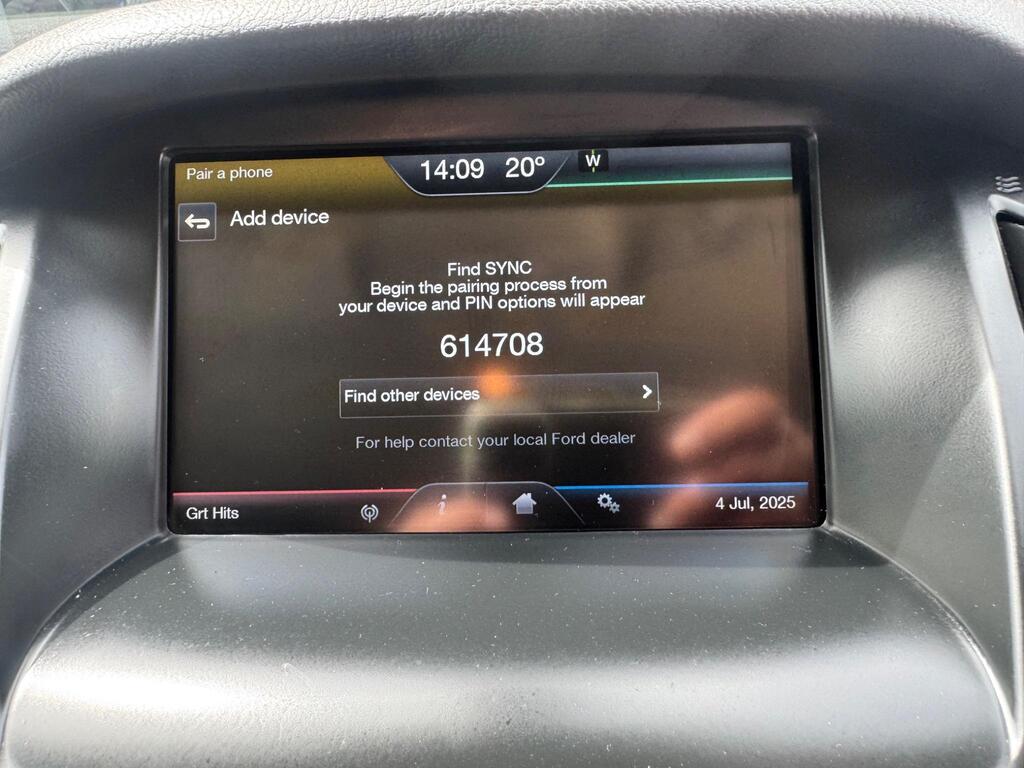 Pair a phone
14:09 20° W
Add device
Find SYNC
Begin the pairing process from
your device and PIN options will appear
614708
Find other devices
For help contact your local Ford dealer
Grt Hits
4 Jul, 2025